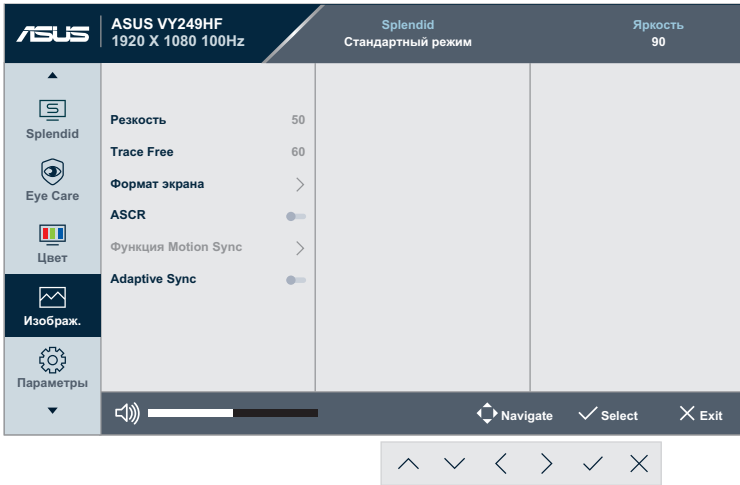 ASUS
ASUS VY249HF
1920 X 1080 100Hz
Splendid
Стандартный режим
Яркость
90
Splendid
Eye Care
Цвет
Изображ.
Параметры
Резкость 50
Trace Free 60
Формат экрана
ASCR
Функция Motion Sync
Adaptive Sync
Navigate
Select
Exit